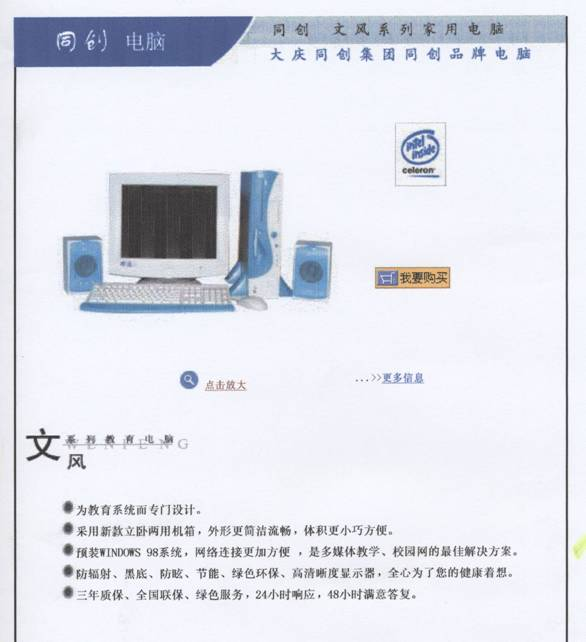 同创 电脑
同创 文风系列家用电脑
大庆同创集团同创品牌电脑
intel inside
celeron
我要购买
点击放大
...>>更多信息
文风
系列教育电脑
WENFENG
为教育系统而专门设计。
采用新款立卧两用机箱，外形更简洁流畅，体积更小巧方便。
预装WINDOWS 98系统，网络连接更加方便 ，是多媒体教学、校园网的最佳解决方案。
防辐射、黑底、防眩、节能、绿色环保、高清晰度显示器，全心为了您的健康着想。
三年质保、全国联保、绿色服务，24小时响应，48小时满意答复。